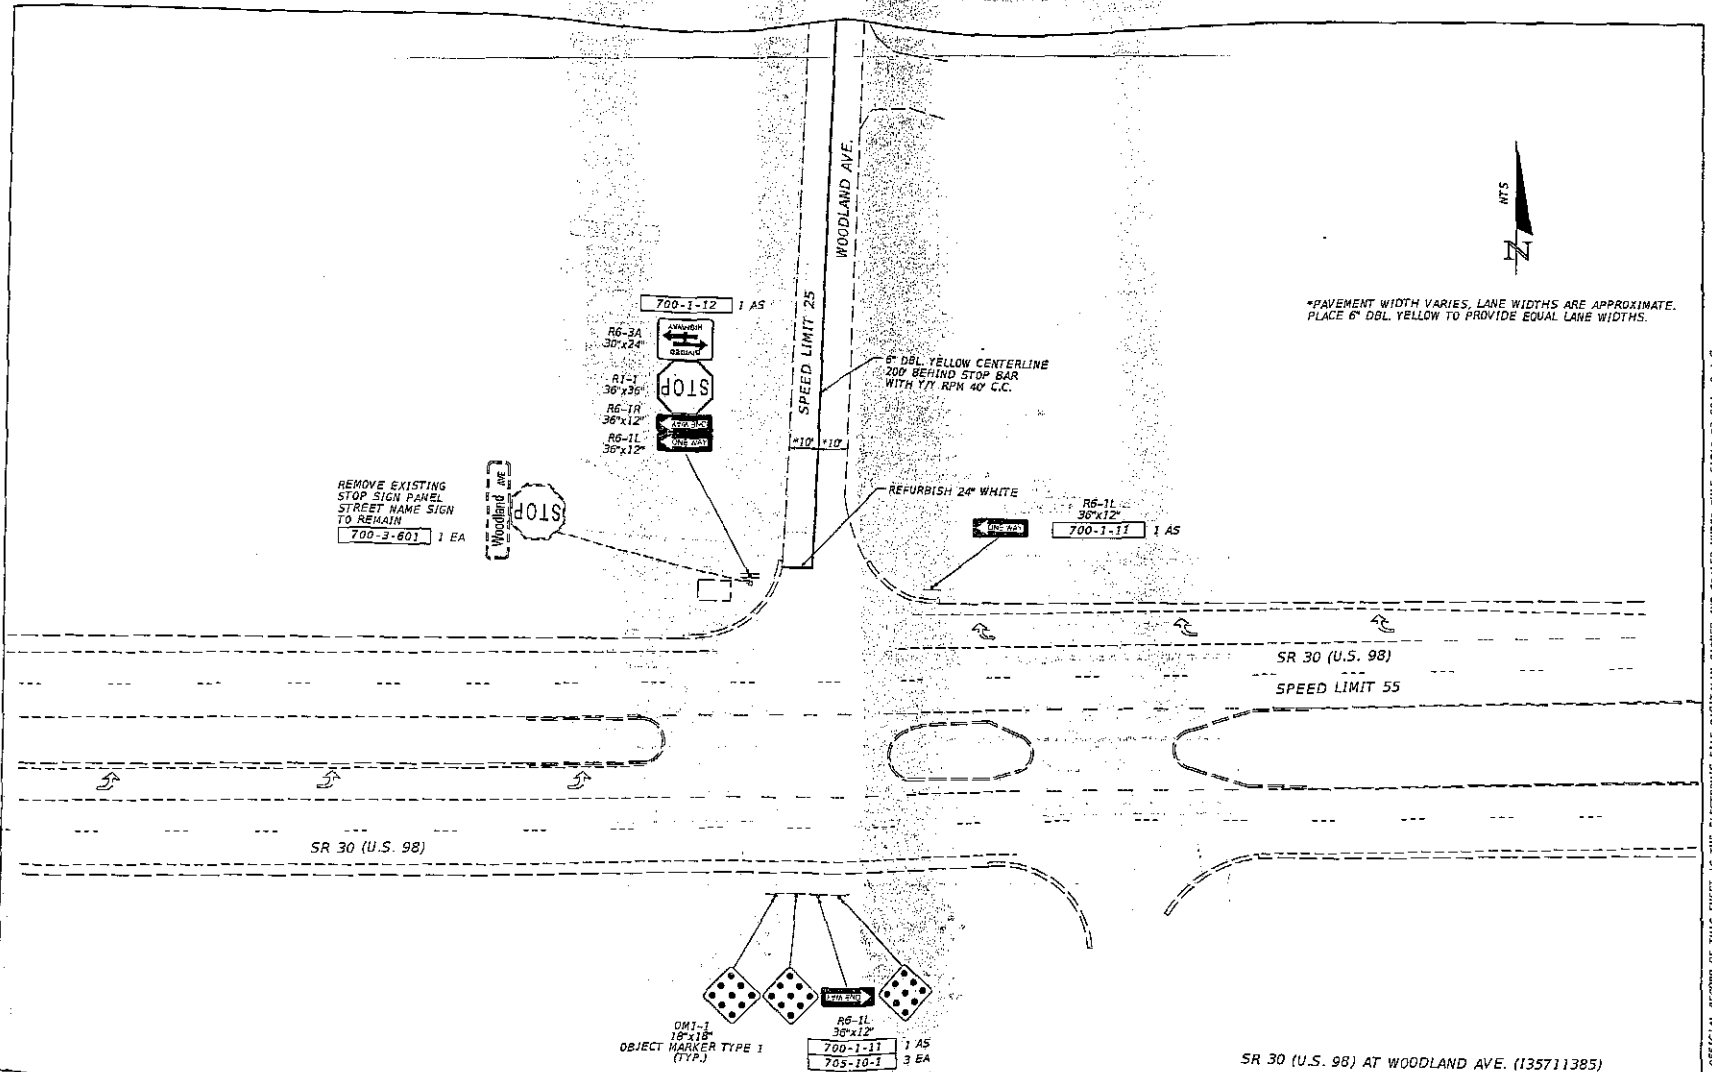 WOODLAND AVE.
SPEED LIMIT 25
NTS
N
*PAVEMENT WIDTH VARIES, LANE WIDTHS ARE APPROXIMATE.
PLACE 6" DBL. YELLOW TO PROVIDE EQUAL LANE WIDTHS.
700-1-12 1 AS
R6-3A
30"x24"
DIVIDED
HIGHWAY
R1-1
36"x36"
STOP
R6-1R
36"x12"
ONE WAY
R6-1L
36"x12"
ONE WAY
6" DBL. YELLOW CENTERLINE
200' BEHIND STOP BAR
WITH Y/Y RPM 40' C.C.
*10' *10'
REFURBISH 24" WHITE
REMOVE EXISTING
STOP SIGN PANEL
STREET NAME SIGN
TO REMAIN
700-3-601 1 EA
Woodland AVE
STOP
R6-1L
36"x12"
ONE WAY
700-1-11 1 AS
SR 30 (U.S. 98)
SPEED LIMIT 55
SR 30 (U.S. 98)
OM1-1
18"x18"
OBJECT MARKER TYPE 1
(TYP.)
ONE WAY
R6-1L
36"x12"
700-1-11 1 AS
705-10-1 3 EA
SR 30 (U.S. 98) AT WOODLAND AVE. (135711385)